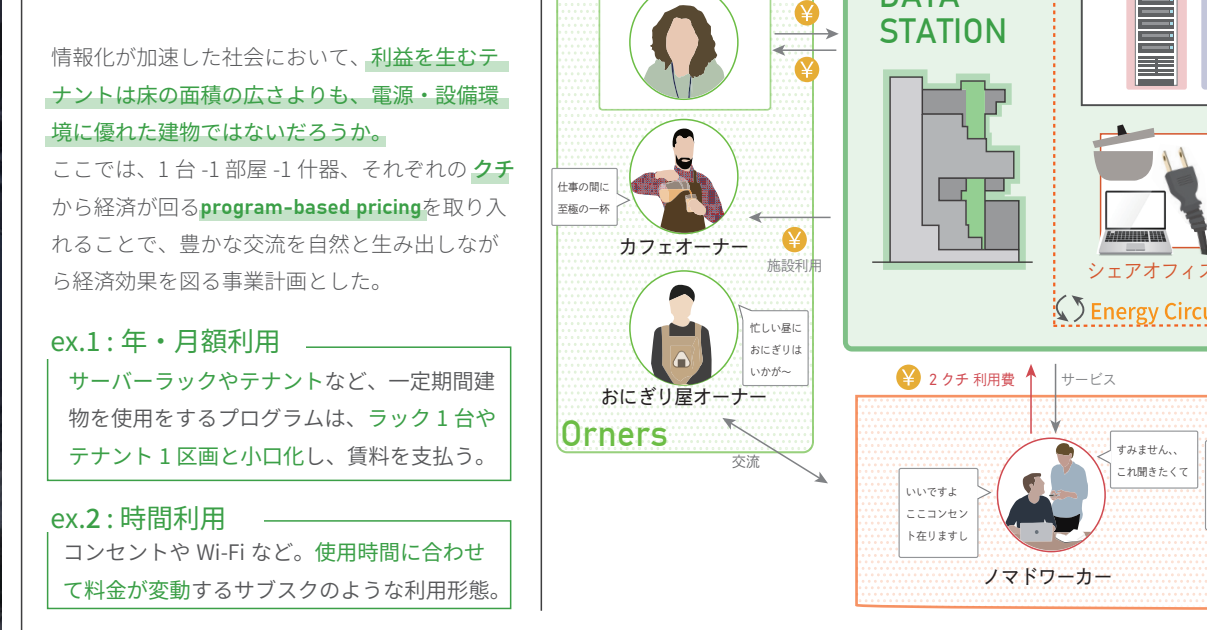 情報化が加速した社会において、利益を生むテ
ナントは床の面積の広さよりも、電源・設備環
境に優れた建物ではないだろうか。
ここでは、1 台 -1 部屋 -1 什器、それぞれの クチ
から経済が回るprogram-based pricingを取り入
れることで、豊かな交流を自然と生み出しなが
ら経済効果を図る事業計画とした。
ex.1 : 年・月額利用
サーバーラックやテナントなど、一定期間建
物を使用をするプログラムは、ラック 1 台や
テナント 1 区画と小口化し、賃料を支払う。
ex.2 : 時間利用
コンセントや Wi-Fi など。使用時間に合わせ
て料金が変動するサブスクのような利用形態。
¥
¥
仕事の間に
至極の一杯
カフェオーナー
¥
施設利用
忙しい昼に
おにぎりは
いかが〜
おにぎり屋オーナー
Orners
交流
DATA
STATION
シェアオフィス
Energy Circu
¥ 2 クチ 利用費
サービス
すみません、、
これ聞きたくて
いいですよ
ここコンセン
ト在りますし
ノマドワーカー